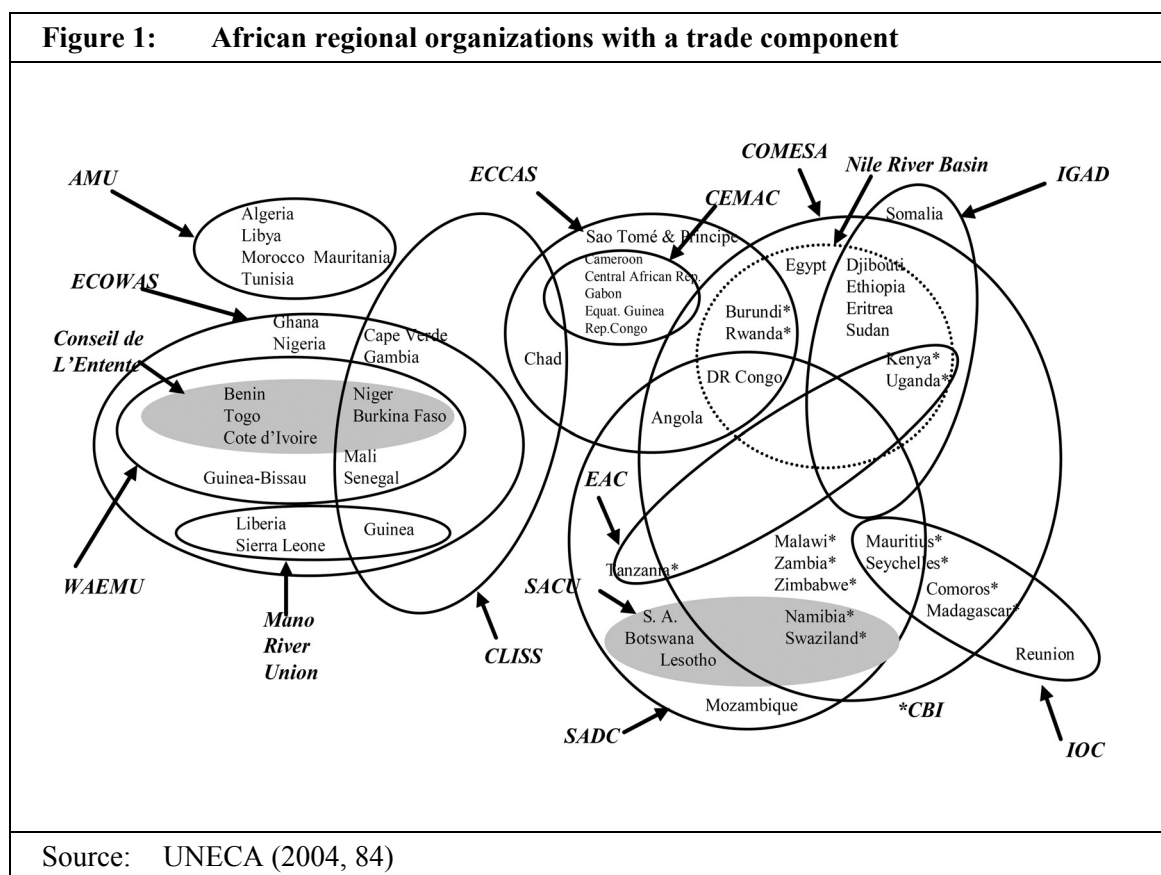 Figure 1: African regional organizations with a trade component
COMESA
Nile River Basin
ECCAS
IGAD
AMU
CEMAC
Algeria
Libya
Morocco Mauritania
Tunisia
Somalia
Sao Tomé & Principe
Cameroon
Central African Rep.
Gabon
Equat. Guinea
Rep.Congo
Egypt
Djibouti
Ethiopia
Eritrea
Sudan
ECOWAS
Ghana
Nigeria
Cape Verde
Gambia
Burundi*
Rwanda*
Conseil de
L'Entente
Chad
Kenya*
Uganda*
DR Congo
Benin
Togo
Cote d'Ivoire
Niger
Burkina Faso
Angola
Mali
Senegal
Guinea-Bissau
EAC
Liberia
Sierra Leone
Guinea
Malawi*
Zambia*
Zimbabwe*
Mauritius*
Seychelles*
Tanzania*
Comoros*
Madagascar*
WAEMU
SACU
Mano
River
Union
CLISS
S. A.
Botswana
Lesotho
Namibia*
Swaziland*
Reunion
Mozambique
*CBI
SADC
IOC
Source: UNECA (2004, 84)